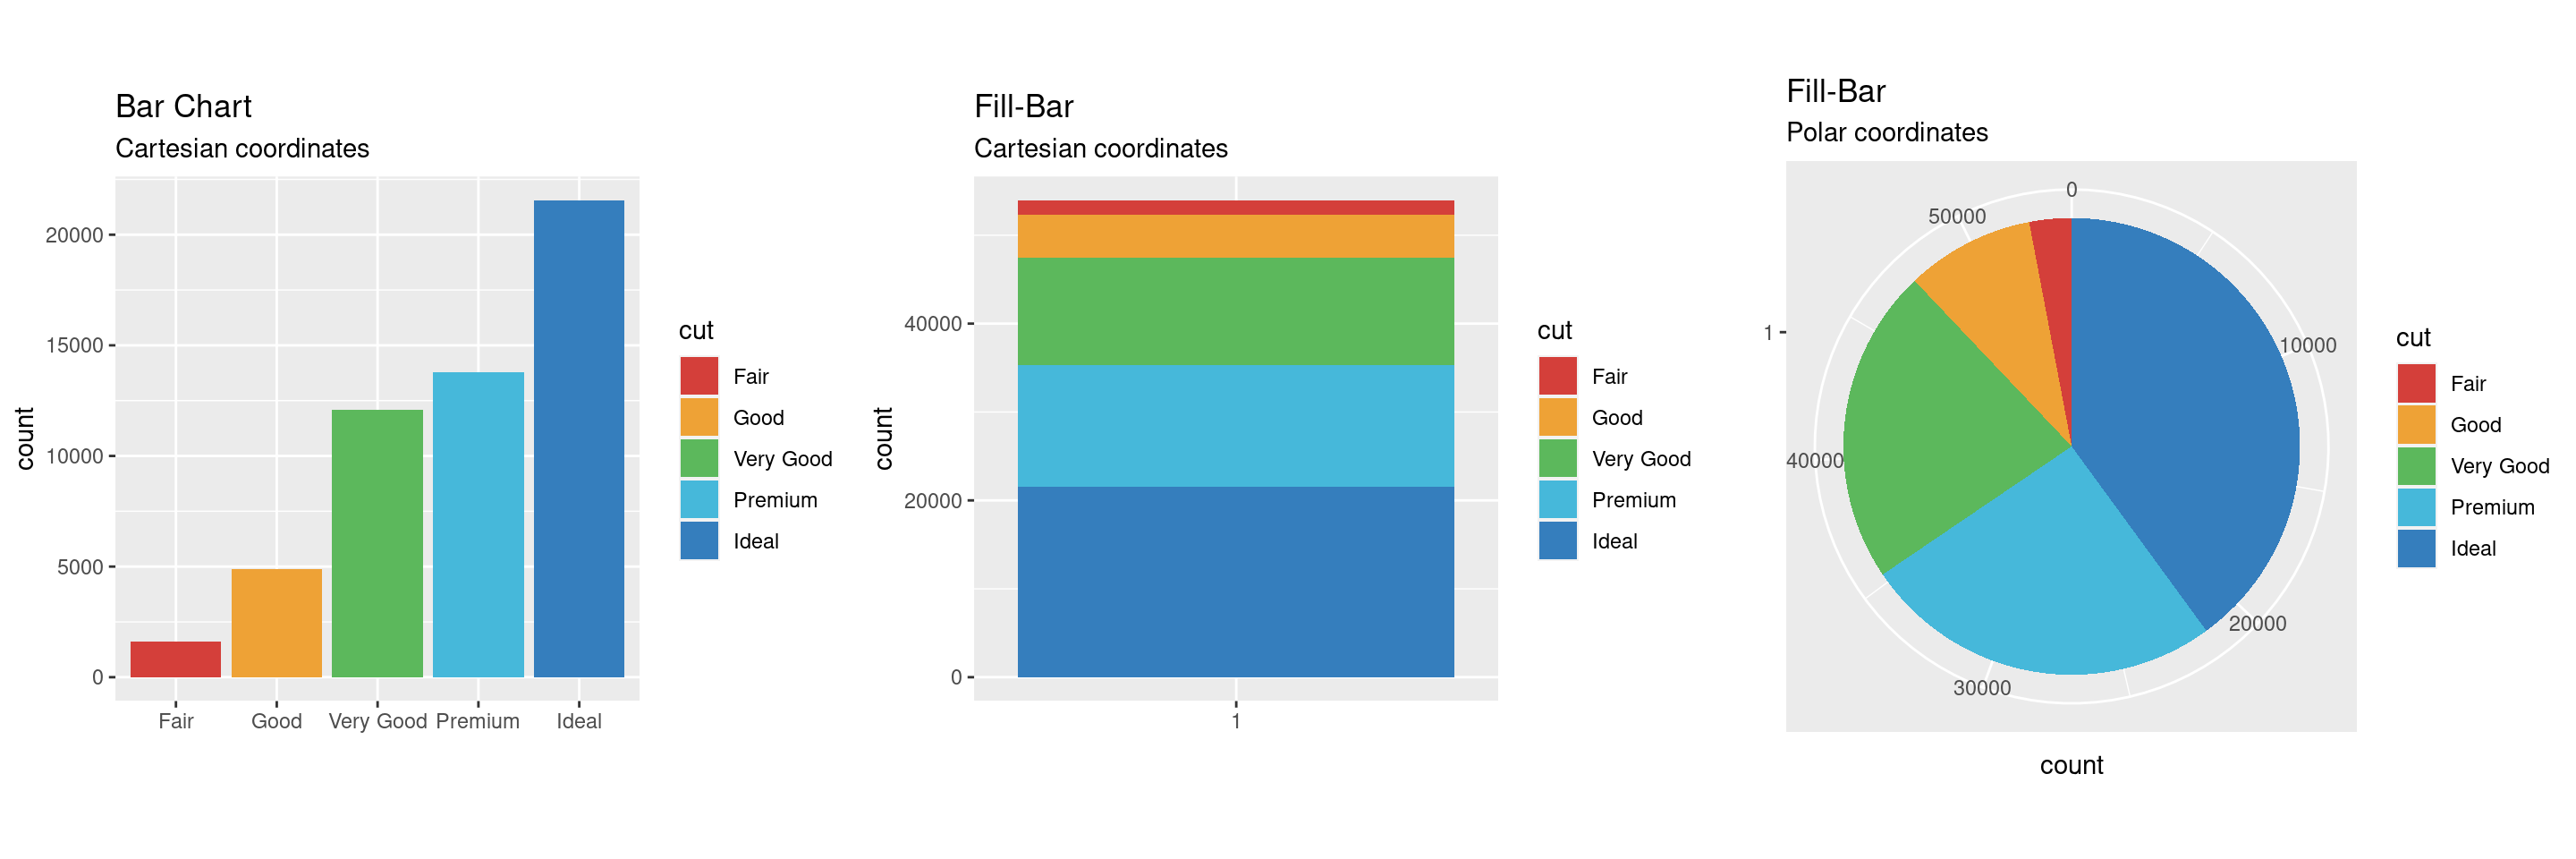 Bar Chart
Cartesian coordinates
count
20000
15000
10000
5000
0
Fair Good Very Good Premium Ideal
cut
Fair
Good
Very Good
Premium
Ideal
Fill-Bar
Cartesian coordinates
count
40000
20000
0
1
cut
Fair
Good
Very Good
Premium
Ideal
Fill-Bar
Polar coordinates
1
0
10000
20000
30000
40000
50000
count
cut
Fair
Good
Very Good
Premium
Ideal